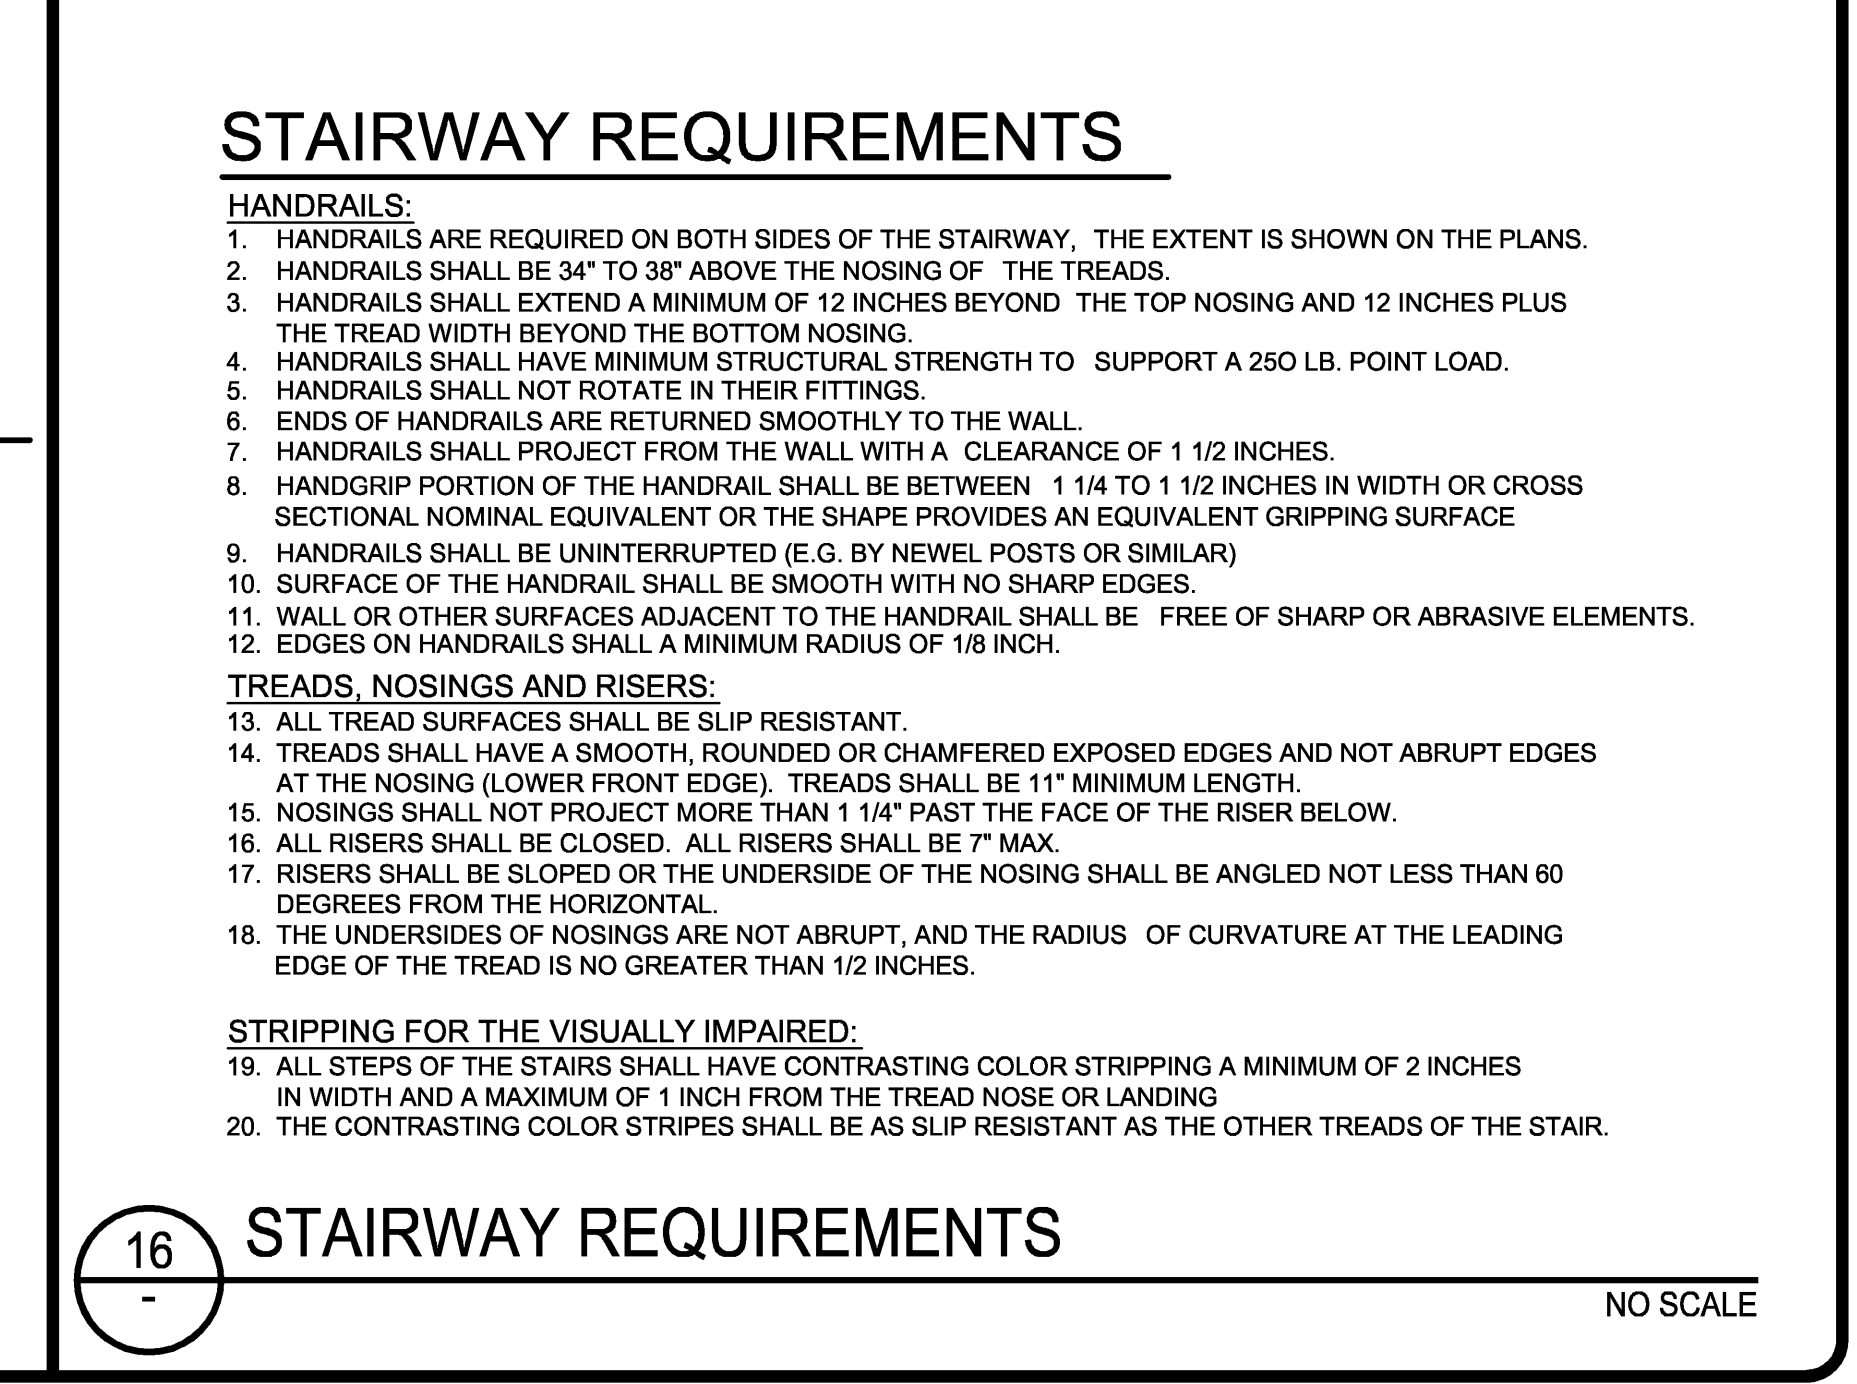 STAIRWAY REQUIREMENTS
HANDRAILS:
1. HANDRAILS ARE REQUIRED ON BOTH SIDES OF THE STAIRWAY, THE EXTENT IS SHOWN ON THE PLANS.
2. HANDRAILS SHALL BE 34" TO 38" ABOVE THE NOSING OF THE TREADS.
3. HANDRAILS SHALL EXTEND A MINIMUM OF 12 INCHES BEYOND THE TOP NOSING AND 12 INCHES PLUS
THE TREAD WIDTH BEYOND THE BOTTOM NOSING.
4. HANDRAILS SHALL HAVE MINIMUM STRUCTURAL STRENGTH TO SUPPORT A 25O LB. POINT LOAD.
5. HANDRAILS SHALL NOT ROTATE IN THEIR FITTINGS.
6. ENDS OF HANDRAILS ARE RETURNED SMOOTHLY TO THE WALL.
7. HANDRAILS SHALL PROJECT FROM THE WALL WITH A CLEARANCE OF 1 1/2 INCHES.
8. HANDGRIP PORTION OF THE HANDRAIL SHALL BE BETWEEN 1 1/4 TO 1 1/2 INCHES IN WIDTH OR CROSS
SECTIONAL NOMINAL EQUIVALENT OR THE SHAPE PROVIDES AN EQUIVALENT GRIPPING SURFACE
9. HANDRAILS SHALL BE UNINTERRUPTED (E.G. BY NEWEL POSTS OR SIMILAR)
10. SURFACE OF THE HANDRAIL SHALL BE SMOOTH WITH NO SHARP EDGES.
11. WALL OR OTHER SURFACES ADJACENT TO THE HANDRAIL SHALL BE FREE OF SHARP OR ABRASIVE ELEMENTS.
12. EDGES ON HANDRAILS SHALL A MINIMUM RADIUS OF 1/8 INCH.
TREADS, NOSINGS AND RISERS:
13. ALL TREAD SURFACES SHALL BE SLIP RESISTANT.
14. TREADS SHALL HAVE A SMOOTH, ROUNDED OR CHAMFERED EXPOSED EDGES AND NOT ABRUPT EDGES
AT THE NOSING (LOWER FRONT EDGE). TREADS SHALL BE 11" MINIMUM LENGTH.
15. NOSINGS SHALL NOT PROJECT MORE THAN 1 1/4" PAST THE FACE OF THE RISER BELOW.
16. ALL RISERS SHALL BE CLOSED. ALL RISERS SHALL BE 7" MAX.
17. RISERS SHALL BE SLOPED OR THE UNDERSIDE OF THE NOSING SHALL BE ANGLED NOT LESS THAN 60
DEGREES FROM THE HORIZONTAL.
18. THE UNDERSIDES OF NOSINGS ARE NOT ABRUPT, AND THE RADIUS OF CURVATURE AT THE LEADING
EDGE OF THE TREAD IS NO GREATER THAN 1/2 INCHES.
STRIPPING FOR THE VISUALLY IMPAIRED:
19. ALL STEPS OF THE STAIRS SHALL HAVE CONTRASTING COLOR STRIPPING A MINIMUM OF 2 INCHES
IN WIDTH AND A MAXIMUM OF 1 INCH FROM THE TREAD NOSE OR LANDING
20. THE CONTRASTING COLOR STRIPES SHALL BE AS SLIP RESISTANT AS THE OTHER TREADS OF THE STAIR.
16
-
STAIRWAY REQUIREMENTS
NO SCALE